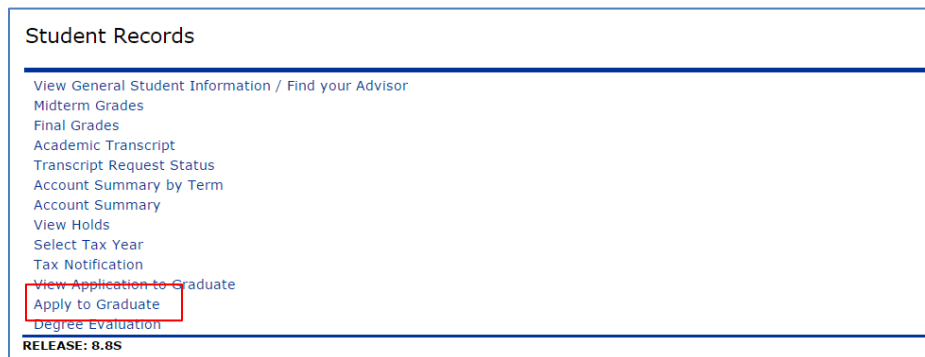 Student Records
View General Student Information / Find your Advisor
Midterm Grades
Final Grades
Academic Transcript
Transcript Request Status
Account Summary by Term
Account Summary
View Holds
Select Tax Year
Tax Notification
View Application to Graduate
Apply to Graduate
Degree Evaluation
RELEASE: 8.8S